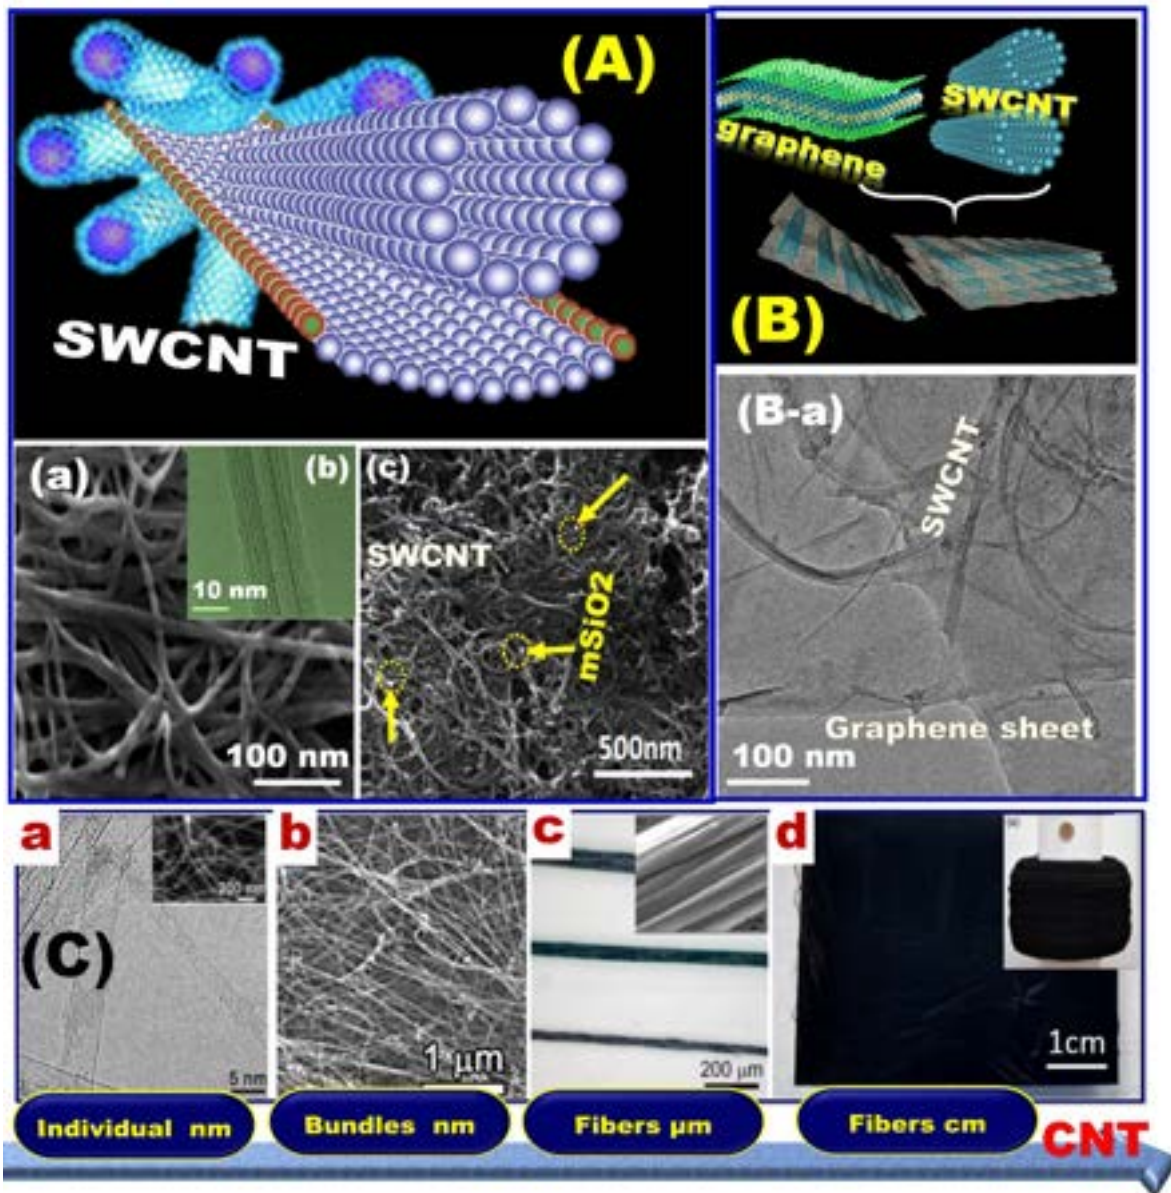 (A)
SWCNT
graphene
SWCNT
(B)
(a)
(b)
10 nm
100 nm
(c)
SWCNT
mSiO2
500nm
(B-a)
SWCNT
Graphene sheet
100 nm
a
(C)
5 nm
b
1 µm
c
200 µm
d
1cm
Individual nm
Bundles nm
Fibers µm
Fibers cm
CNT